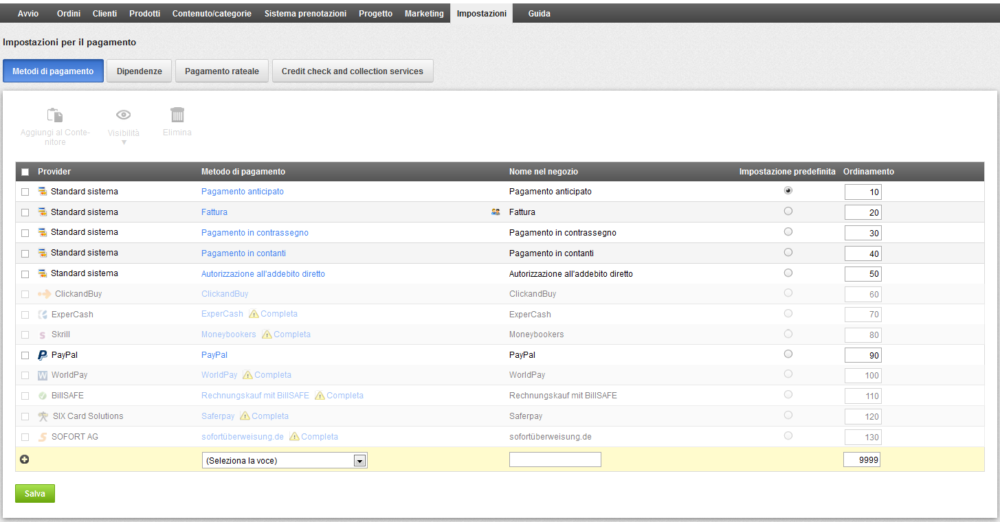 Avvio Ordini Clienti Prodotti Contenuto/categorie Sistema prenotazioni Progetto Marketing Impostazioni Guida
Impostazioni per il pagamento
Metodi di pagamento Dipendenze Pagamento rateale Credit check and collection services
Aggiungi al Conte-
nitore
Visibilità
Elimina
Provider Metodo di pagamento Nome nel negozio Impostazione predefinita Ordinamento
Standard sistema Pagamento anticipato Pagamento anticipato 10
Standard sistema Fattura Fattura 20
Standard sistema Pagamento in contrassegno Pagamento in contrassegno 30
Standard sistema Pagamento in contanti Pagamento in contanti 40
Standard sistema Autorizzazione all'addebito diretto Autorizzazione all'addebito diretto 50
ClickandBuy ClickandBuy ClickandBuy 60
ExperCash ExperCash Completa ExperCash 70
Skrill Moneybookers Completa Moneybookers 80
PayPal PayPal PayPal 90
WorldPay WorldPay Completa WorldPay 100
BillSAFE Rechnungskauf mit BillSAFE Completa Rechnungskauf mit BillSAFE 110
SIX Card Solutions Saferpay Completa Saferpay 120
SOFORT AG sofortüberweisung.de Completa sofortüberweisung.de 130
(Seleziona la voce) 9999
Salva